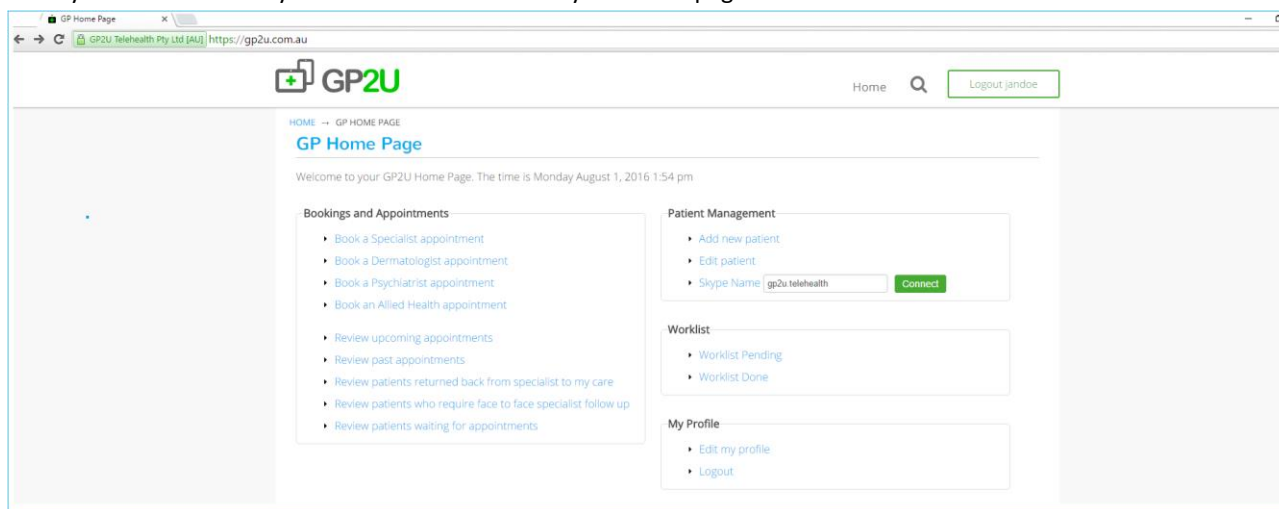 GP Home Page
GP2U Telehealth Pty Ltd [AU] https://gp2u.com.au
GP2U
Home
Logout jandoe
HOME → GP HOME PAGE
GP Home Page
Welcome to your GP2U Home Page. The time is Monday August 1, 2016 1:54 pm
Bookings and Appointments
Book a Specialist appointment
Book a Dermatologist appointment
Book a Psychiatrist appointment
Book an Allied Health appointment
Review upcoming appointments
Review past appointments
Review patients returned back from specialist to my care
Review patients who require face to face specialist follow up
Review patients waiting for appointments
Patient Management
Add new patient
Edit patient
Skype Name gp2u.telehealth Connect
Worklist
Worklist Pending
Worklist Done
My Profile
Edit my profile
Logout